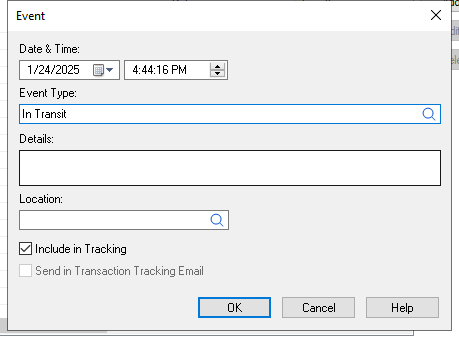 Event
Date & Time:
1/24/2025 4:44:16 PM
Event Type:
In Transit
Details:
Location:
Include in Tracking
Send in Transaction Tracking Email
OK Cancel Help